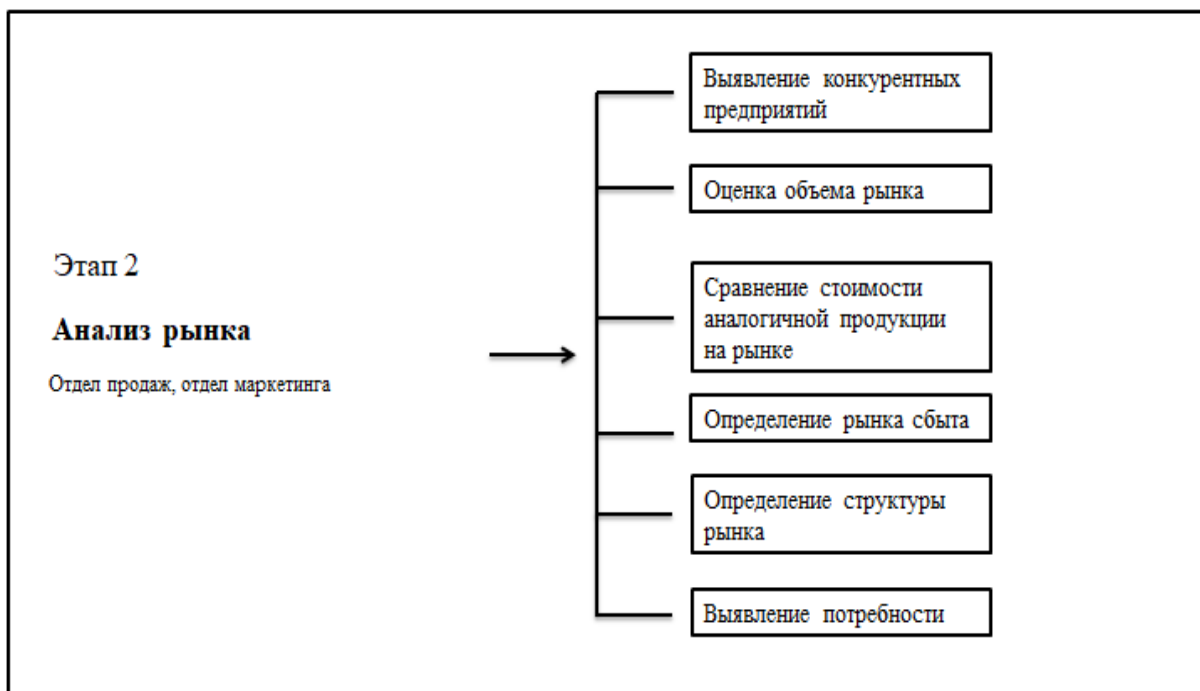 Этап 2
Анализ рынка
Отдел продаж, отдел маркетинга
Выявление конкурентных
предприятий
Оценка объема рынка
Сравнение стоимости
аналогичной продукции
на рынке
Определение рынка сбыта
Определение структуры
рынка
Выявление потребности